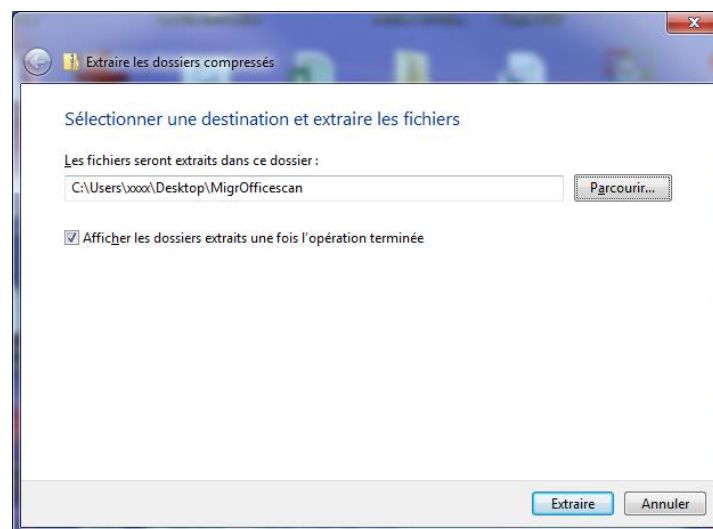 Extraire les dossiers compressés
Sélectionner une destination et extraire les fichiers
Les fichiers seront extraits dans ce dossier :
C:\Users\xxxx\Desktop\MigrOfficescan
Parcourir...
Afficher les dossiers extraits une fois l'opération terminée
Extraire
Annuler